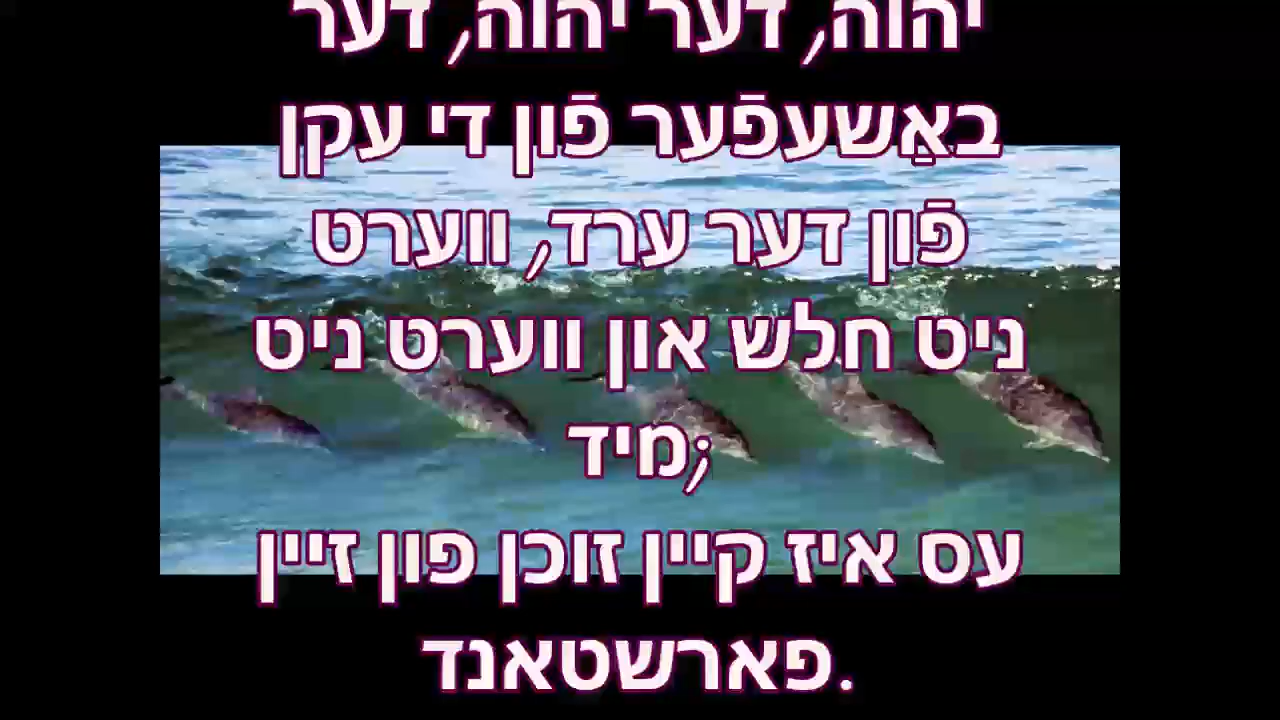 יהוה, דער יהוה, דער
באַשעפֿער פֿון די עקן
פֿון דער ערד, ווערט
ניט חלש און ווערט ניט
מיד;
עס איז קיין זוכן פון זיין
פארשטאנד.